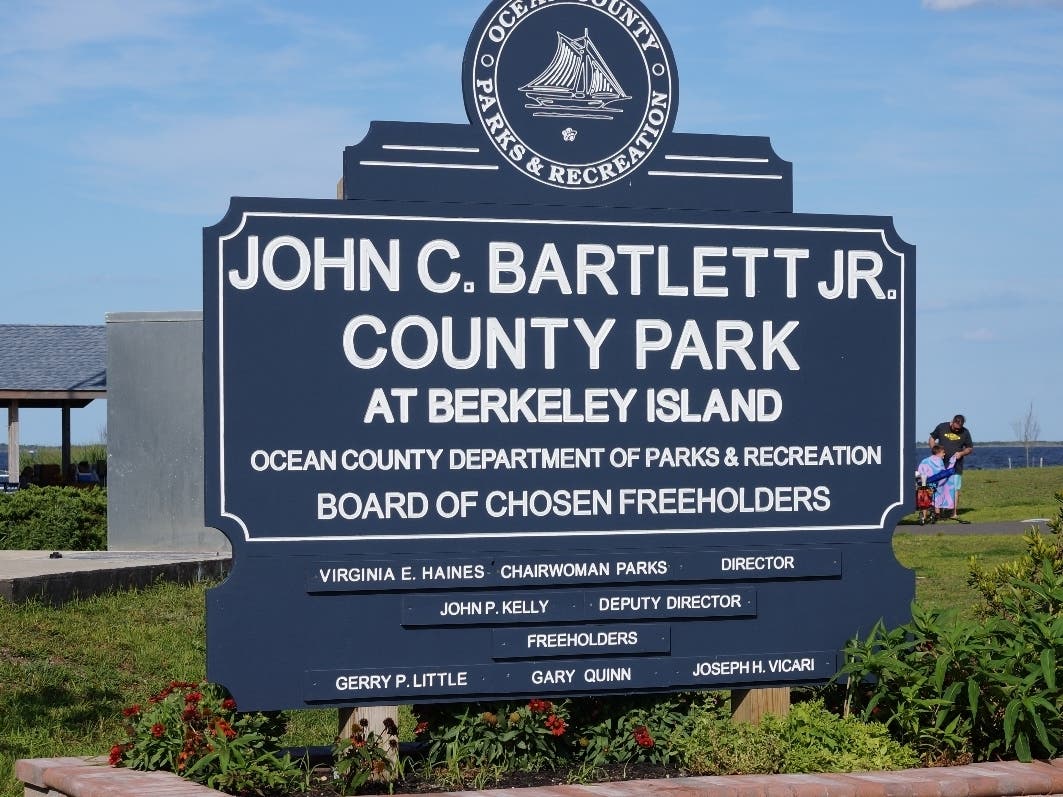 OCEAN COUNTY
PARKS & RECREATION
JOHN C. BARTLETT JR.
COUNTY PARK
AT BERKELEY ISLAND
OCEAN COUNTY DEPARTMENT OF PARKS & RECREATION
BOARD OF CHOSEN FREEHOLDERS
VIRGINIA E. HAINES CHAIRWOMAN PARKS DIRECTOR
JOHN P. KELLY DEPUTY DIRECTOR
FREEHOLDERS
GERRY P. LITTLE GARY QUINN JOSEPH H. VICARI